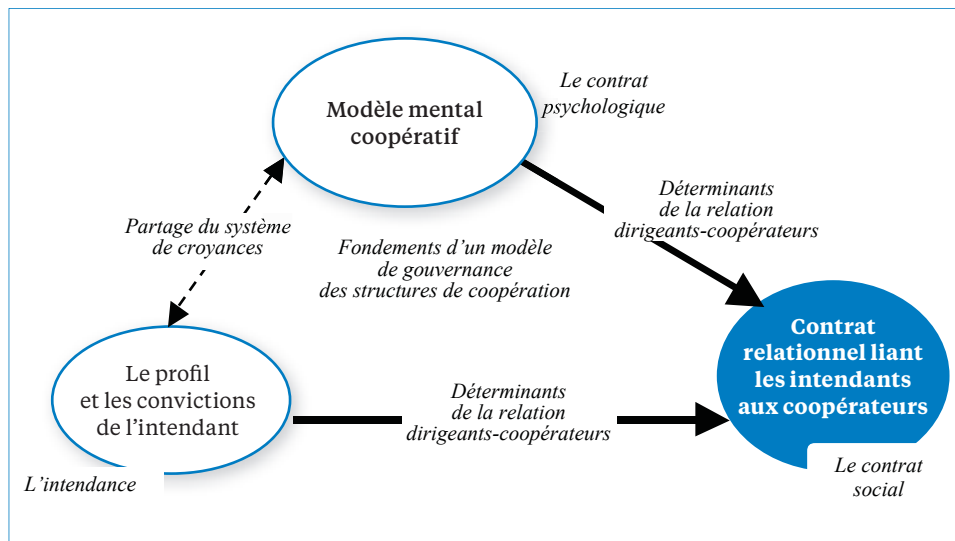 Modèle mental
coopératif
Le contrat
psychologique
Déterminants
de la relation
dirigeants-coopérateurs
Partage du système
de croyances
Fondements d’un modèle
de gouvernance
des structures de coopération
Contrat
relationnel liant
les intendants
aux coopérateurs
Le profil
et les convictions
de l’intendant
Déterminants
de la relation
dirigeants-coopérateurs
L’intendance
Le contrat
social